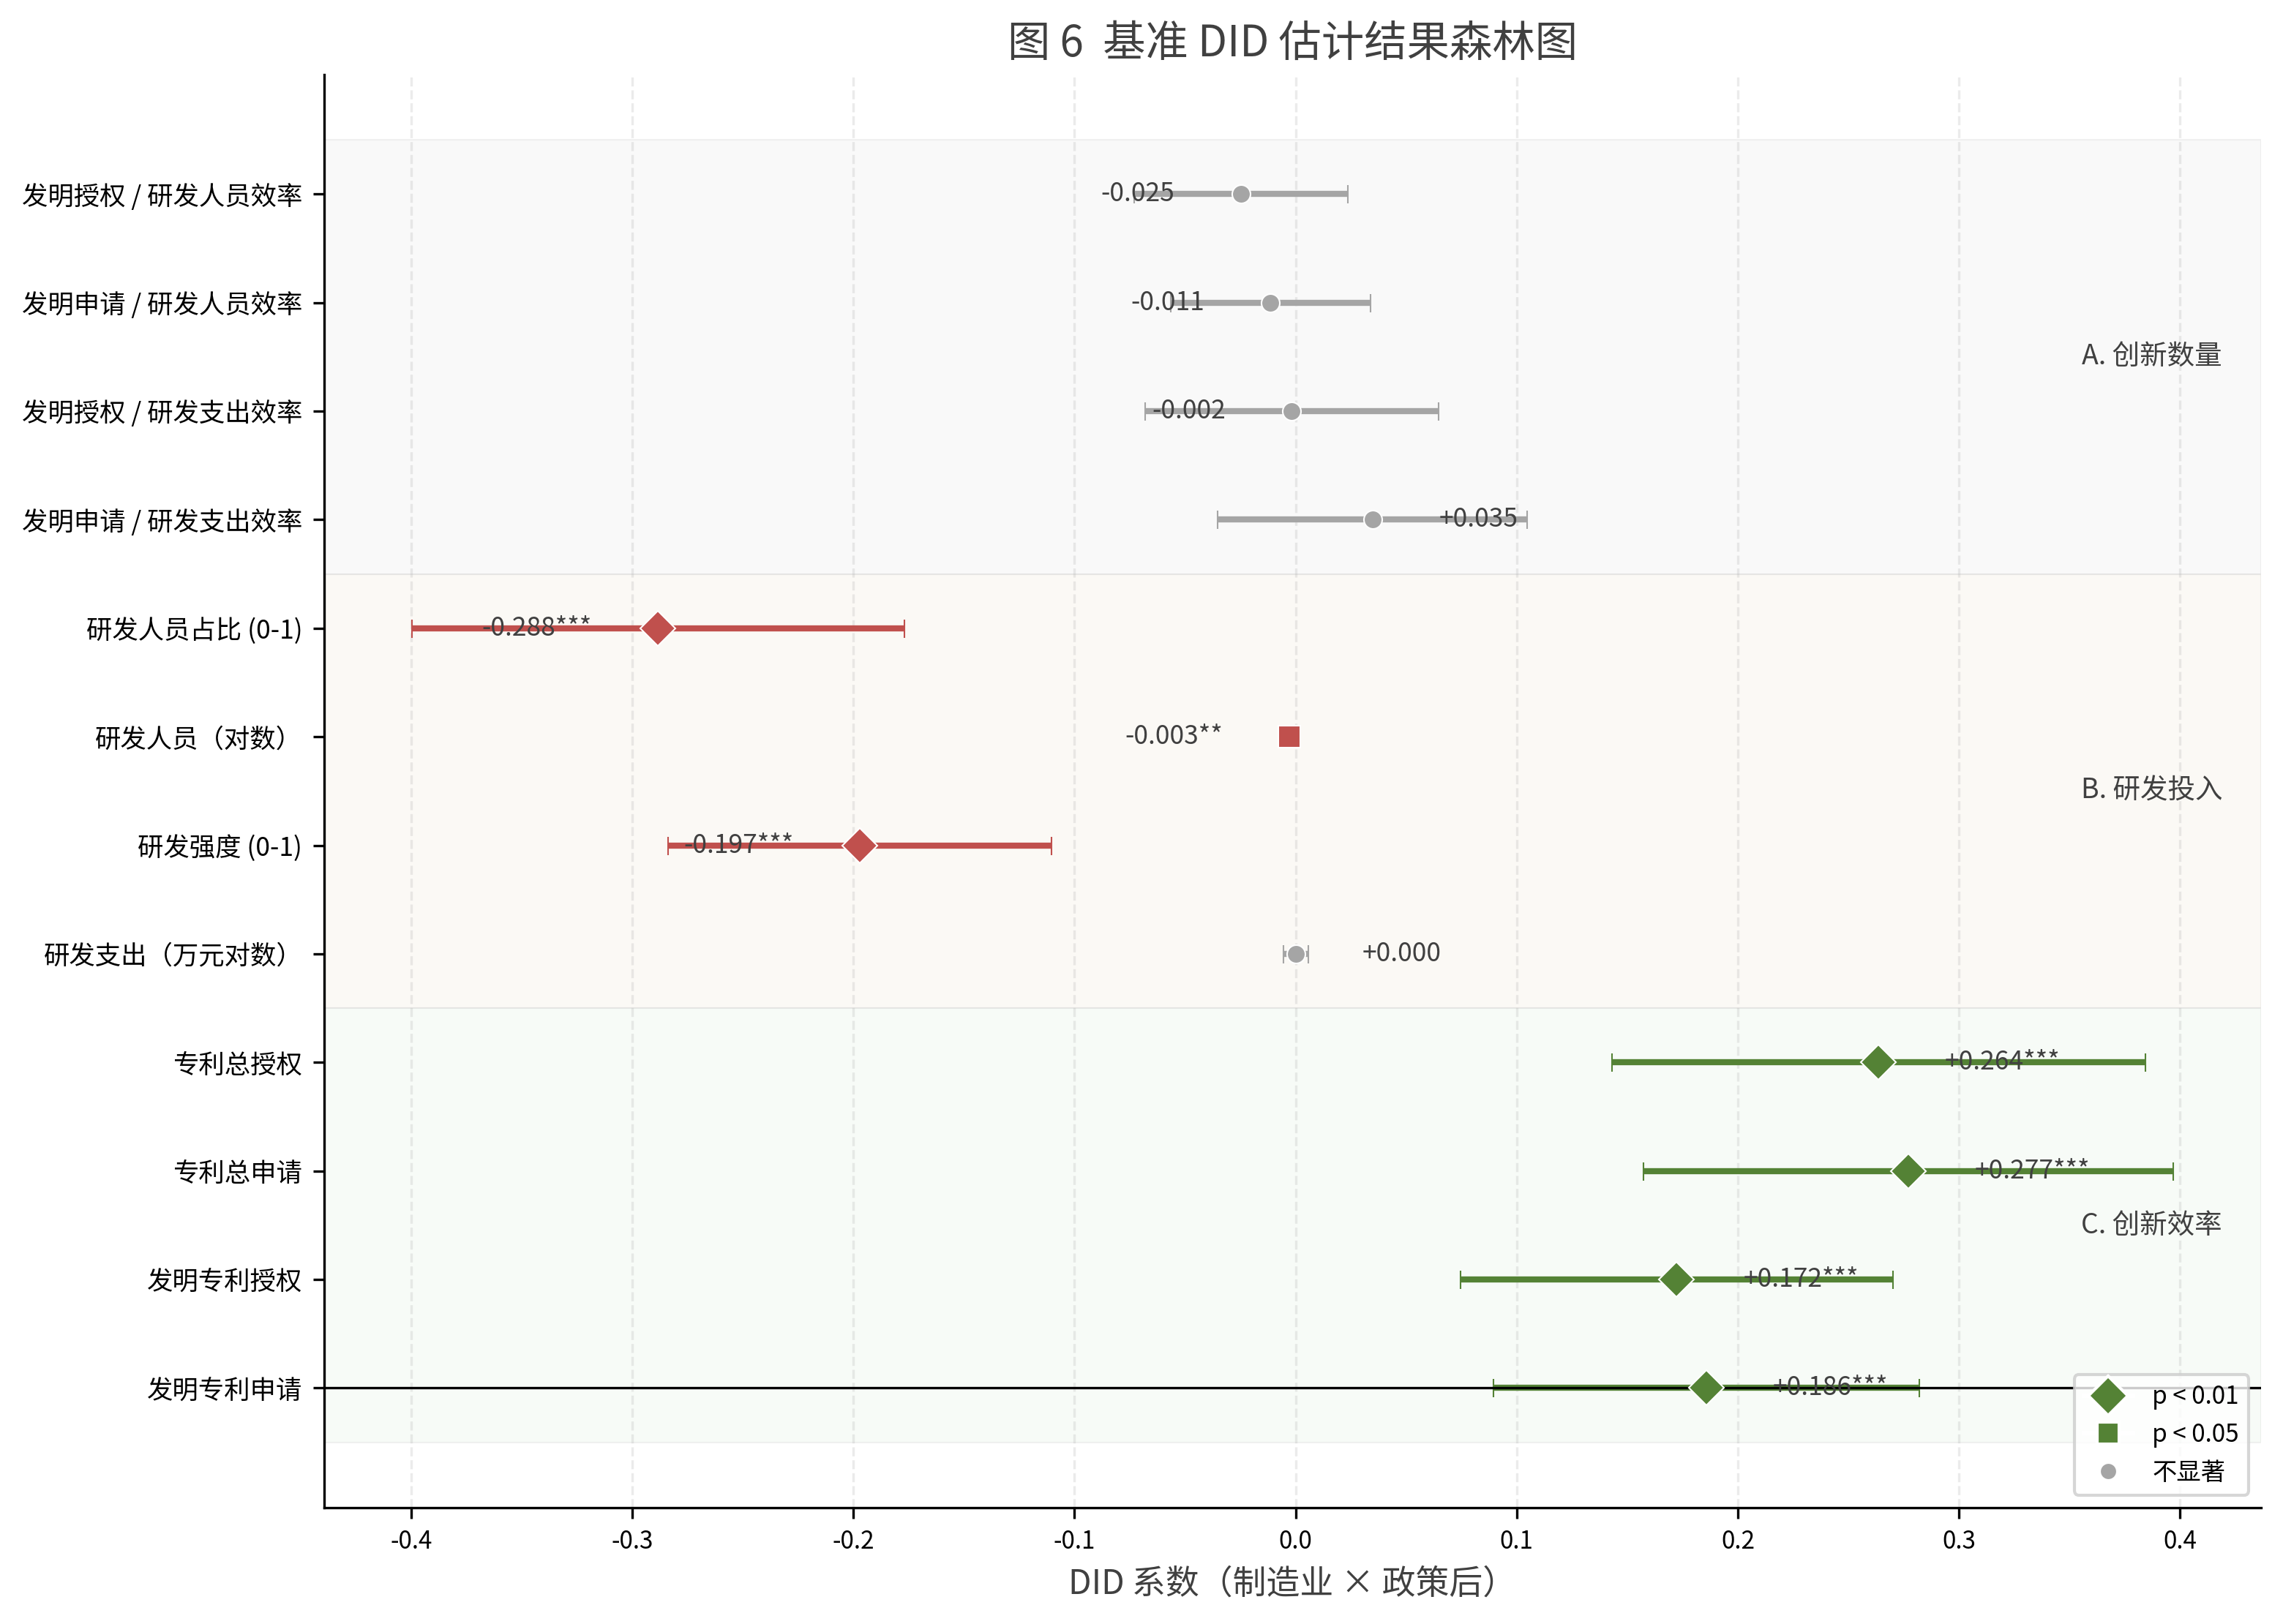 图 6 基准 DID 估计结果森林图
发明授权 / 研发人员效率
-0.025
发明申请 / 研发人员效率
-0.011
A. 创新数量
发明授权 / 研发支出效率
-0.002
发明申请 / 研发支出效率
+0.035
研发人员占比 (0-1)
-0.288***
研发人员（对数）
-0.003**
B. 研发投入
研发强度 (0-1)
-0.197***
研发支出（万元对数）
+0.000
专利总授权
+0.264***
专利总申请
+0.277***
C. 创新效率
发明专利授权
+0.172***
发明专利申请
+0.186***
p < 0.01
p < 0.05
不显著
-0.4 -0.3 -0.2 -0.1 0.0 0.1 0.2 0.3 0.4
DID 系数（制造业 × 政策后）